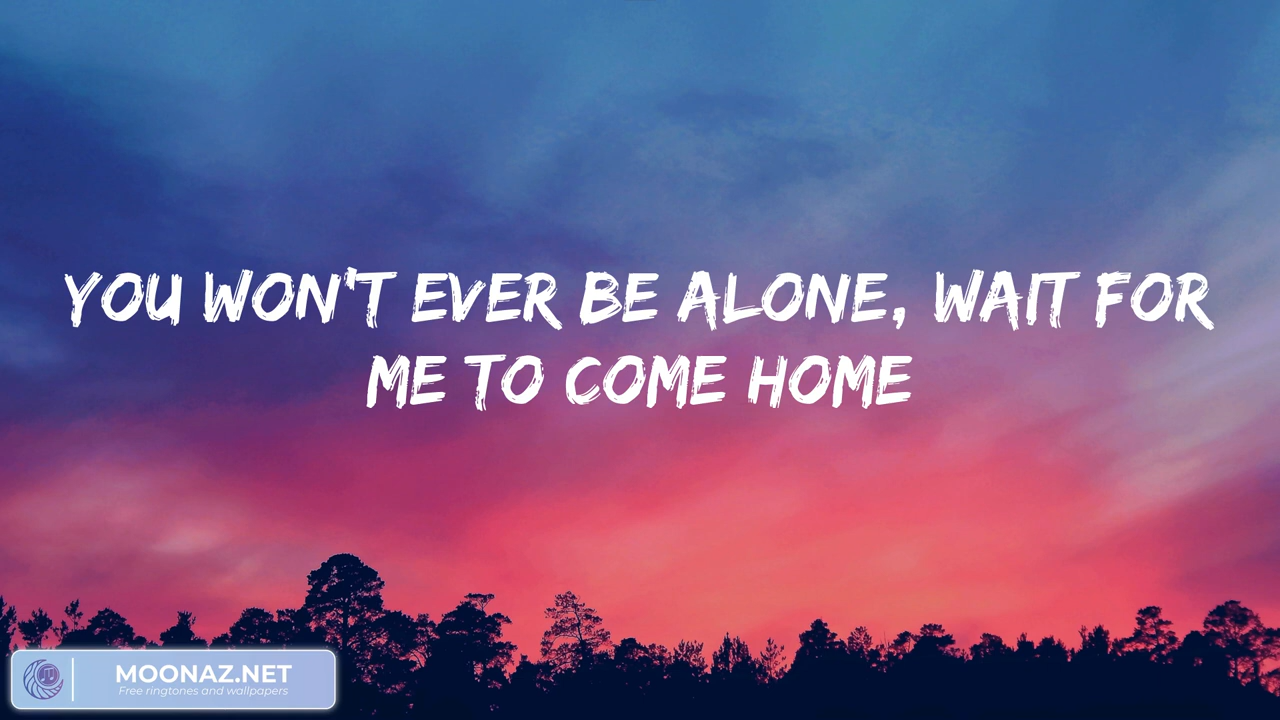 YOU WON'T EVER BE ALONE, WAIT FOR
ME TO COME HOME
MOONAZ.NET
Free ringtones and wallpapers